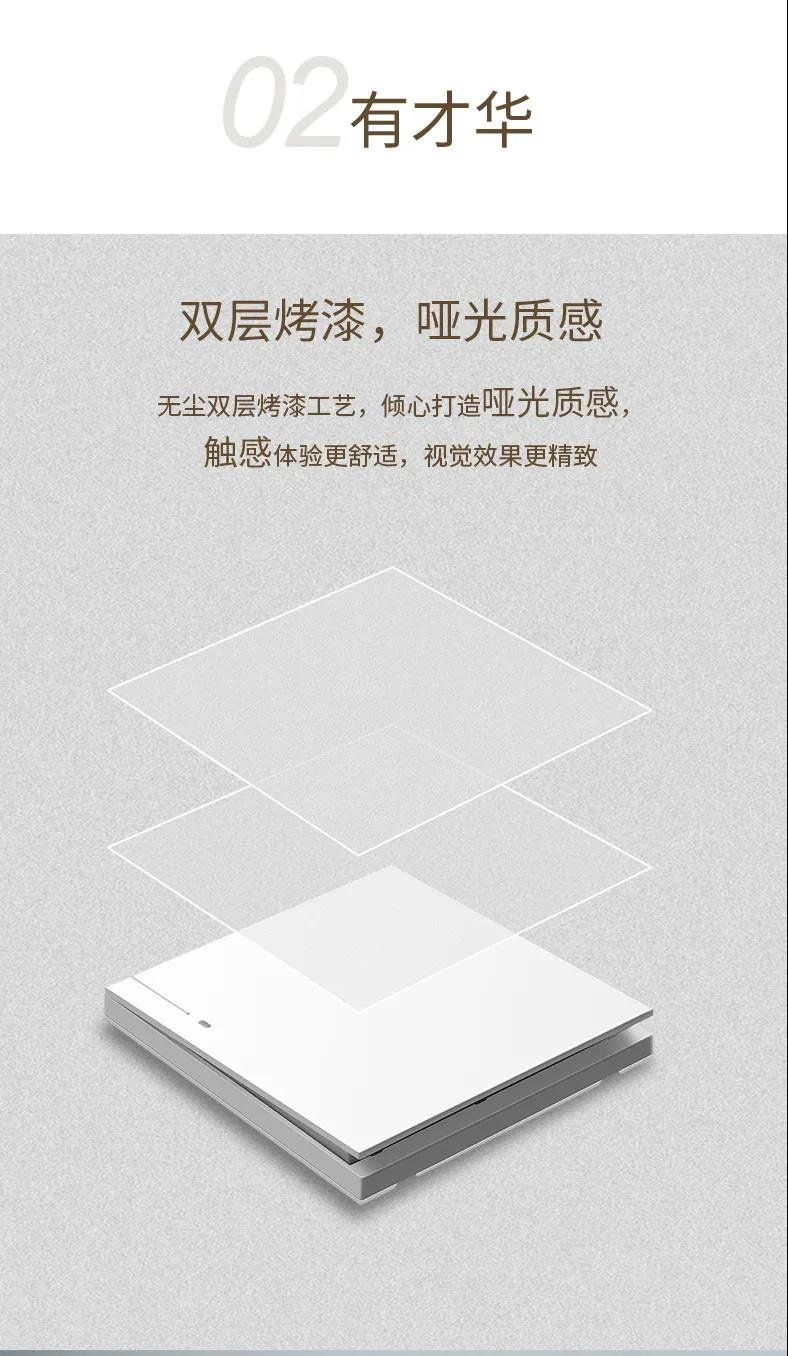 02有才华
双层烤漆，哑光质感
无尘双层烤漆工艺，倾心打造哑光质感，
触感体验更舒适，视觉效果更精致